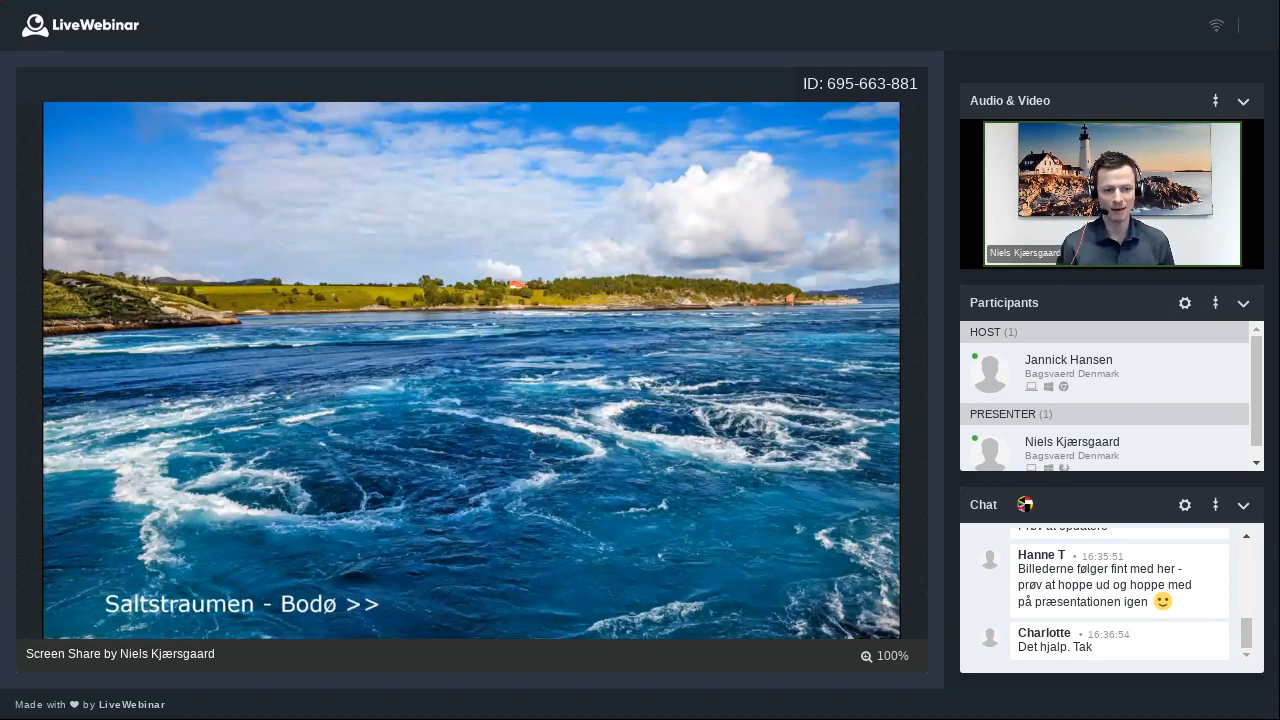 LiveWebinar
ID: 695-663-881
Saltstraumen - Bodø >>
Screen Share by Niels Kjærsgaard
100%
Audio & Video
Niels Kjærsgaard
Participants
HOST (1)
Jannick Hansen
Bagsvaerd Denmark
PRESENTER (1)
Niels Kjærsgaard
Bagsvaerd Denmark
Chat
Hanne T • 16:35:51
Billederne følger fint med her -
prøv at hoppe ud og hoppe med
på præsentationen igen
Charlotte • 16:36:54
Det hjalp. Tak
Made with ❤ by LiveWebinar